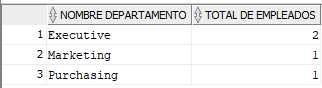 NOMBRE DEPARTAMENTO TOTAL DE EMPLEADOS
1 Executive 2
2 Marketing 1
3 Purchasing 1